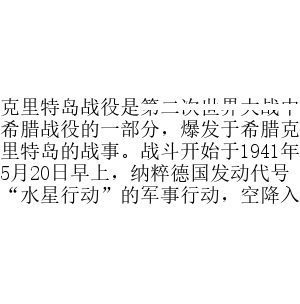 克里特岛战役是第二次世界大战中
希腊战役的一部分，爆发于希腊克
里特岛的战事。战斗开始于1941年
5月20日早上，纳粹德国发动代号
“水星行动”的军事行动，空降入